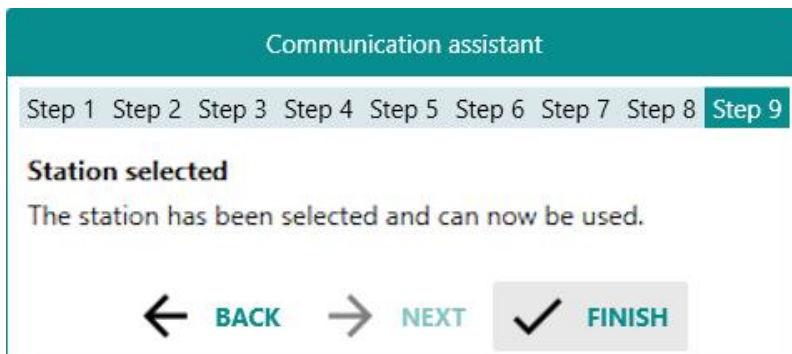 Communication assistant
Step 1 Step 2 Step 3 Step 4 Step 5 Step 6 Step 7 Step 8 Step 9
Station selected
The station has been selected and can now be used.
BACK NEXT FINISH